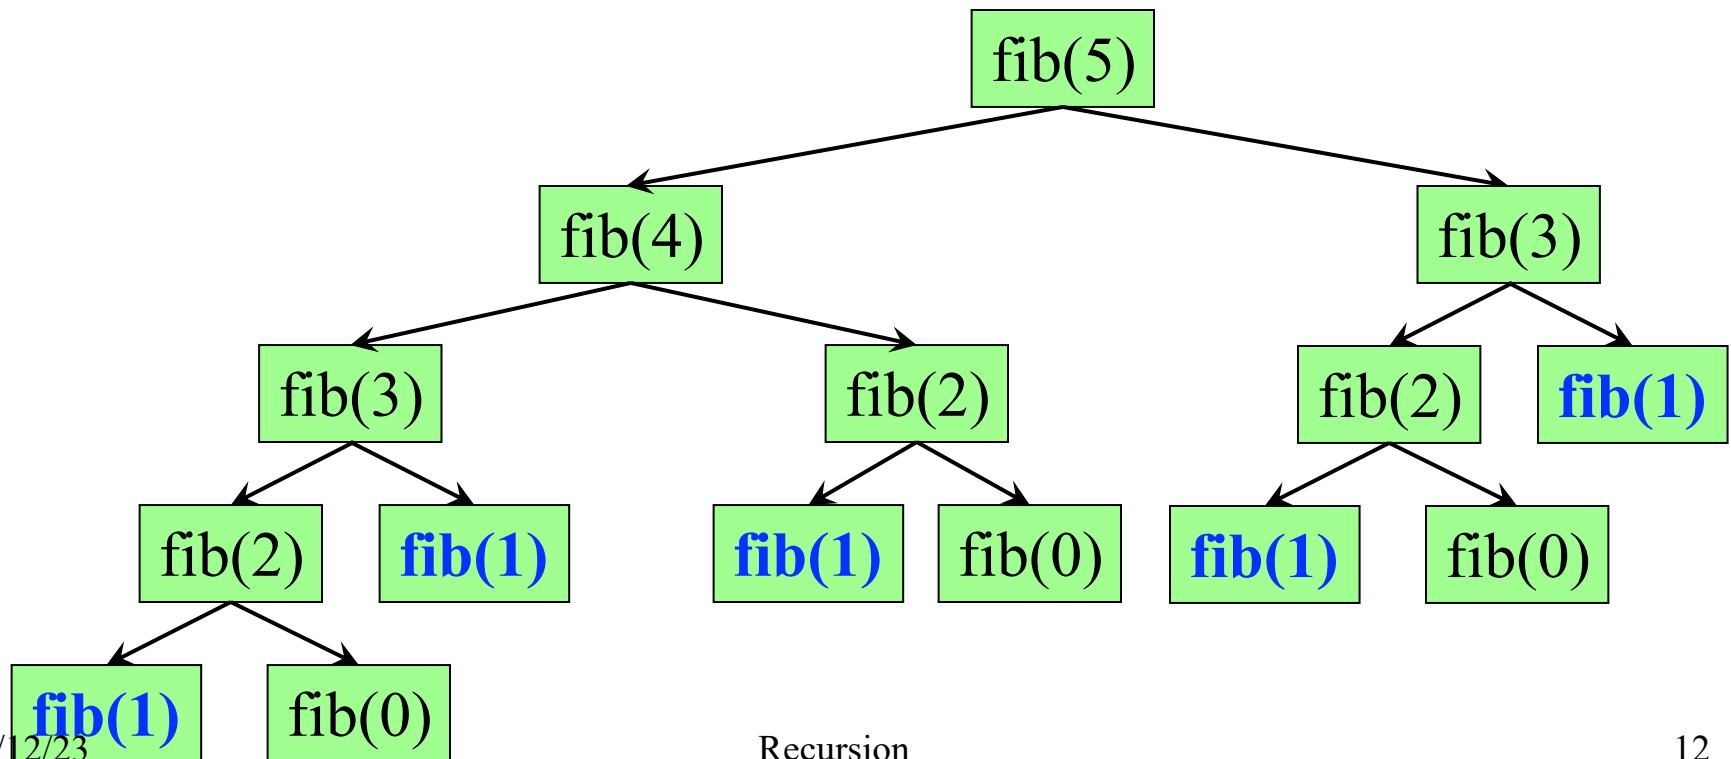 fib(5)
fib(4) fib(3)
fib(3) fib(2) fib(2) fib(1)
fib(2) fib(1) fib(1) fib(0) fib(1) fib(0)
fib(1) fib(0)
/12/23 Recursion 12